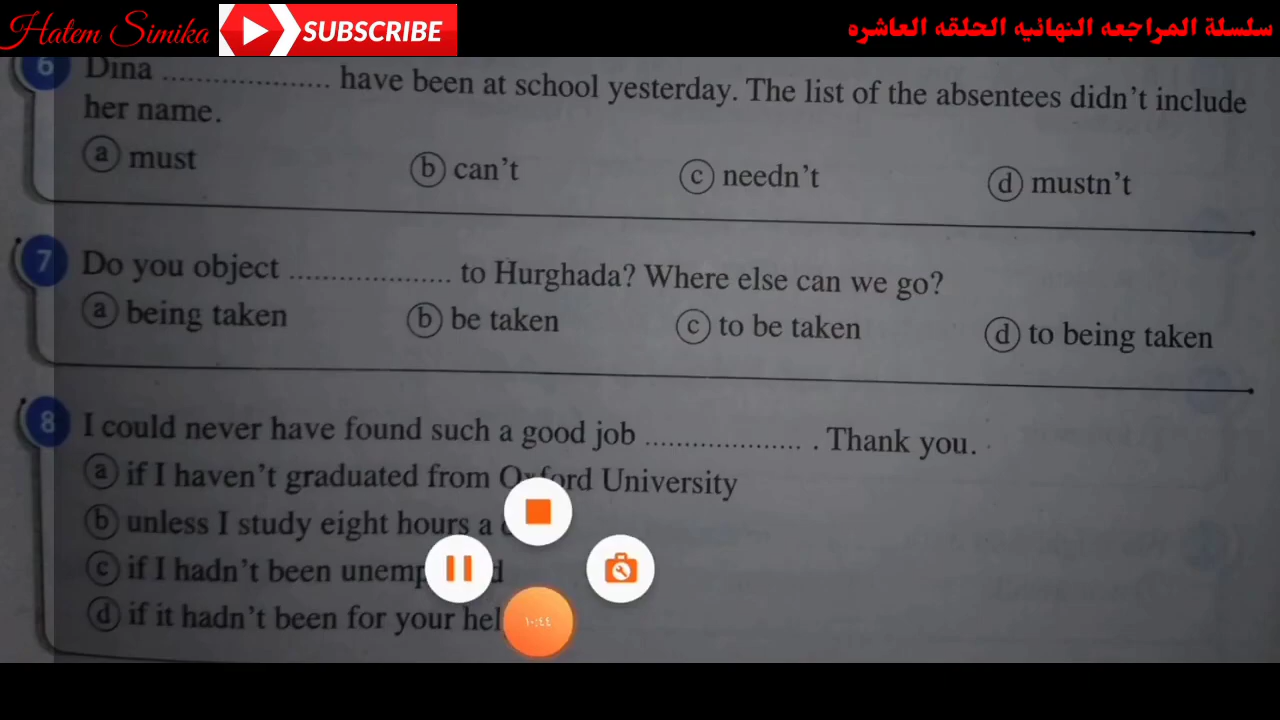 Hatem Simika
SUBSCRIBE
سلسلة المراجعه النهائيه الحلقه العاشره
6 Dina .................... have been at school yesterday. The list of the absentees didn't include
her name.
a must b can't c needn't d mustn't
7 Do you object .................... to Hurghada? Where else can we go?
a being taken b be taken c to be taken d to being taken
8 I could never have found such a good job .................... . Thank you.
a if I haven't graduated from Oxford University
b unless I study eight hours a
c if I hadn't been
d if it hadn't been for your
١٠:٤٤